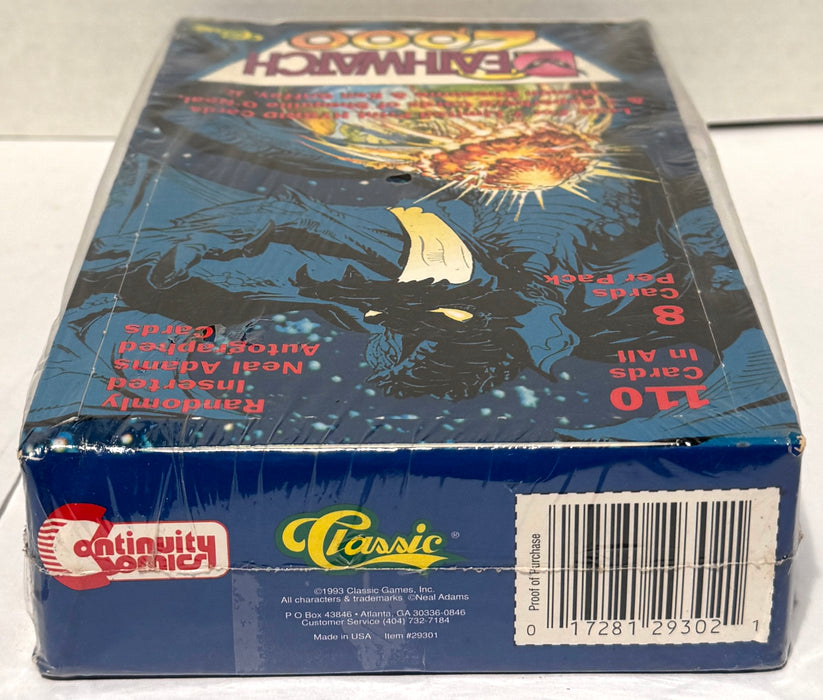 Classic
DEATHWATCH
2000
110
Cards
In All
8
Cards
Per Pack
Randomly
Inserted
Neal Adams
Autographed
Cards
Continuity
Comics
Classic®
©1993 Classic Games, Inc.
All characters & trademarks ©Neal Adams
P O Box 43846 • Atlanta, GA 30336-0846
Customer Service (404) 732-7184
Made in USA Item #29301
Proof of Purchase
0 17281 29302 1